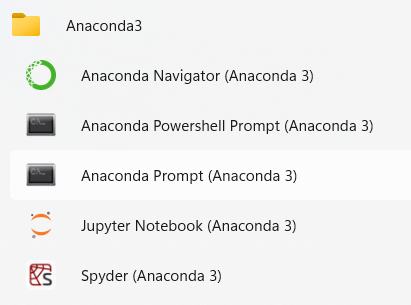 Anaconda3
Anaconda Navigator (Anaconda 3)
Anaconda Powershell Prompt (Anaconda 3)
Anaconda Prompt (Anaconda 3)
Jupyter Notebook (Anaconda 3)
Spyder (Anaconda 3)